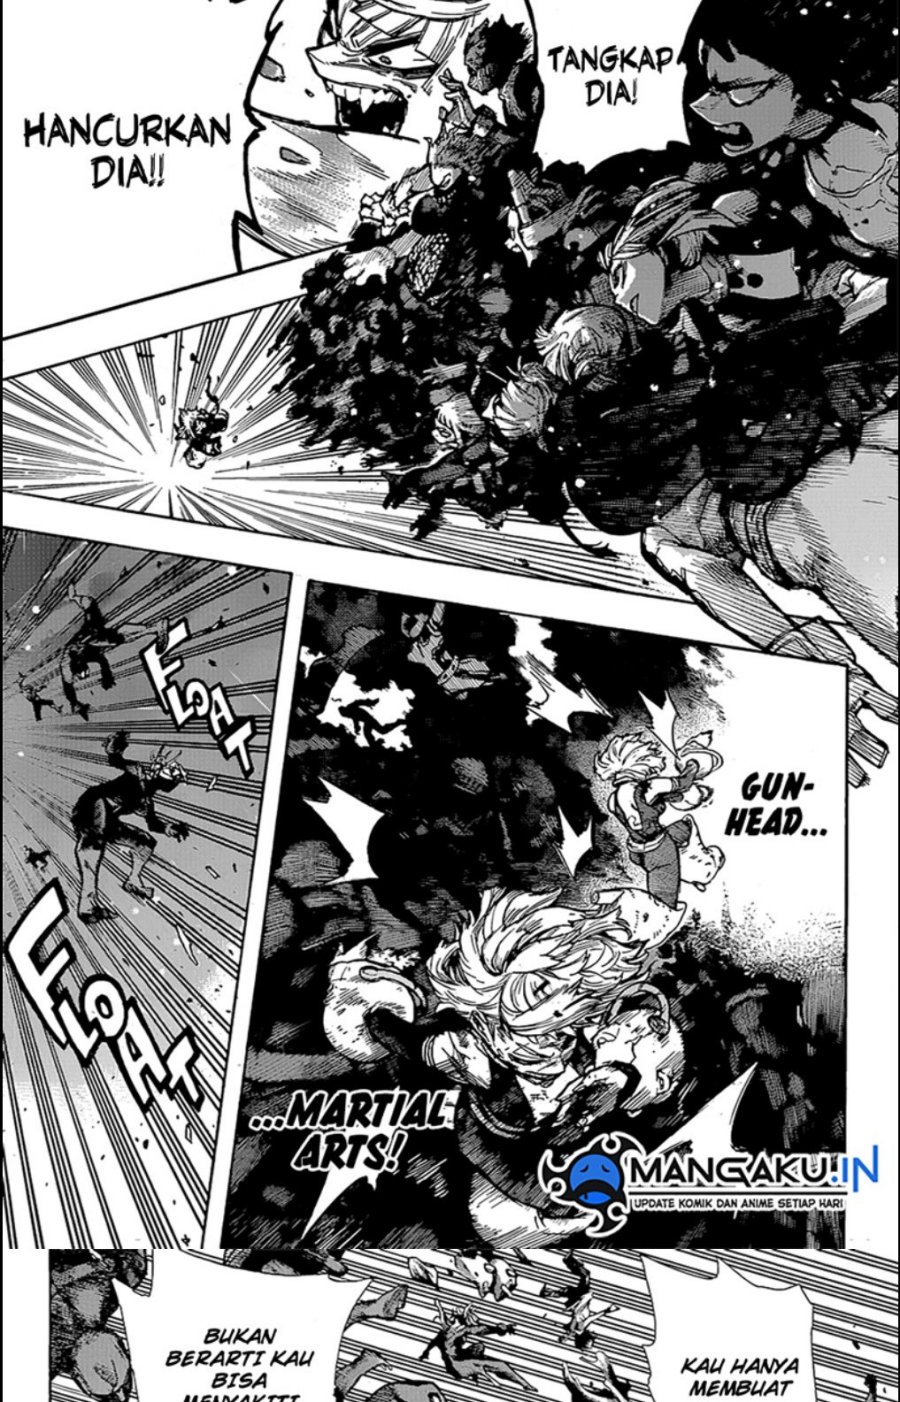 TANGKAP
DIA!
HANCURKAN
DIA!!
FLOAT
FLOAT
GUN-
HEAD...
...MARTIAL
ARTS!
MANGAKU.IN
UPDATE KOMIK DAN ANIME SETIAP HARI
KAU HANYA
MEMBUAT
BUKAN
BERARTI KAU
BISA
MENYAKITI